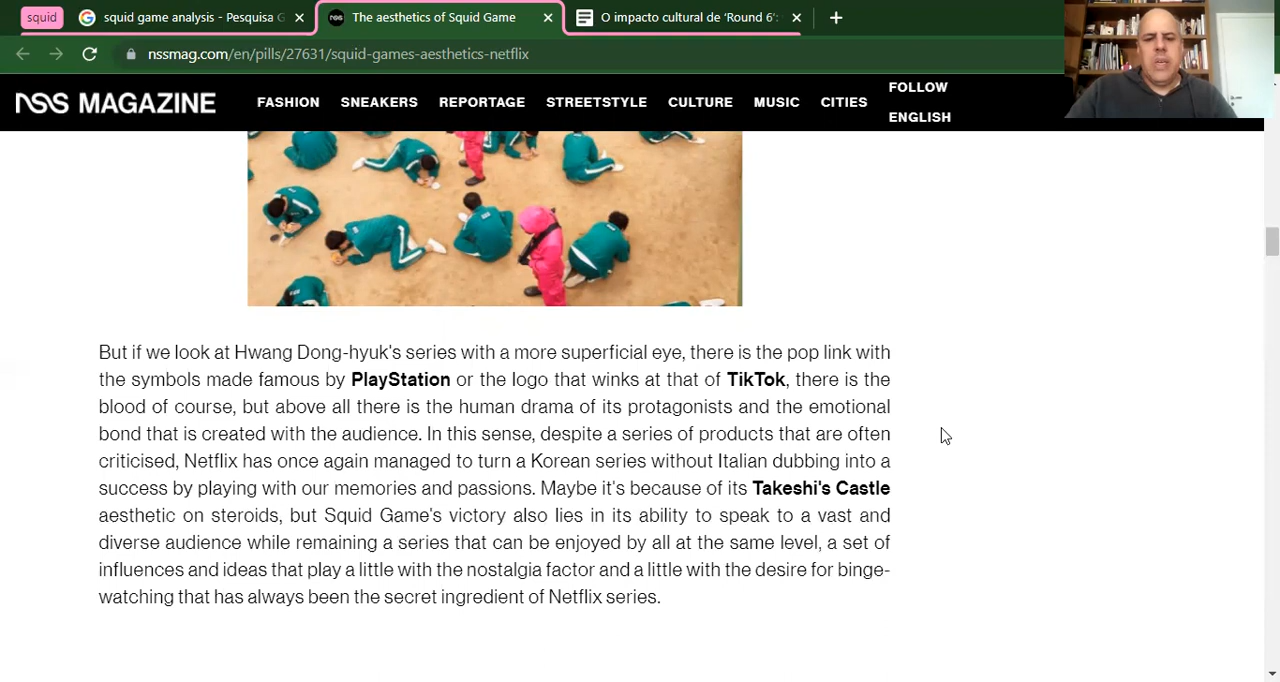 squid
squid game analysis - Pesquisa G
The aesthetics of Squid Game
O impacto cultural de ‘Round 6’:
nssmag.com/en/pills/27631/squid-games-aesthetics-netflix
nss MAGAZINE
FASHION SNEAKERS REPORTAGE STREETSTYLE CULTURE MUSIC CITIES
FOLLOW
ENGLISH
But if we look at Hwang Dong-hyuk's series with a more superficial eye, there is the pop link with
the symbols made famous by PlayStation or the logo that winks at that of TikTok, there is the
blood of course, but above all there is the human drama of its protagonists and the emotional
bond that is created with the audience. In this sense, despite a series of products that are often
criticised, Netflix has once again managed to turn a Korean series without Italian dubbing into a
success by playing with our memories and passions. Maybe it's because of its Takeshi's Castle
aesthetic on steroids, but Squid Game's victory also lies in its ability to speak to a vast and
diverse audience while remaining a series that can be enjoyed by all at the same level, a set of
influences and ideas that play a little with the nostalgia factor and a little with the desire for binge-
watching that has always been the secret ingredient of Netflix series.